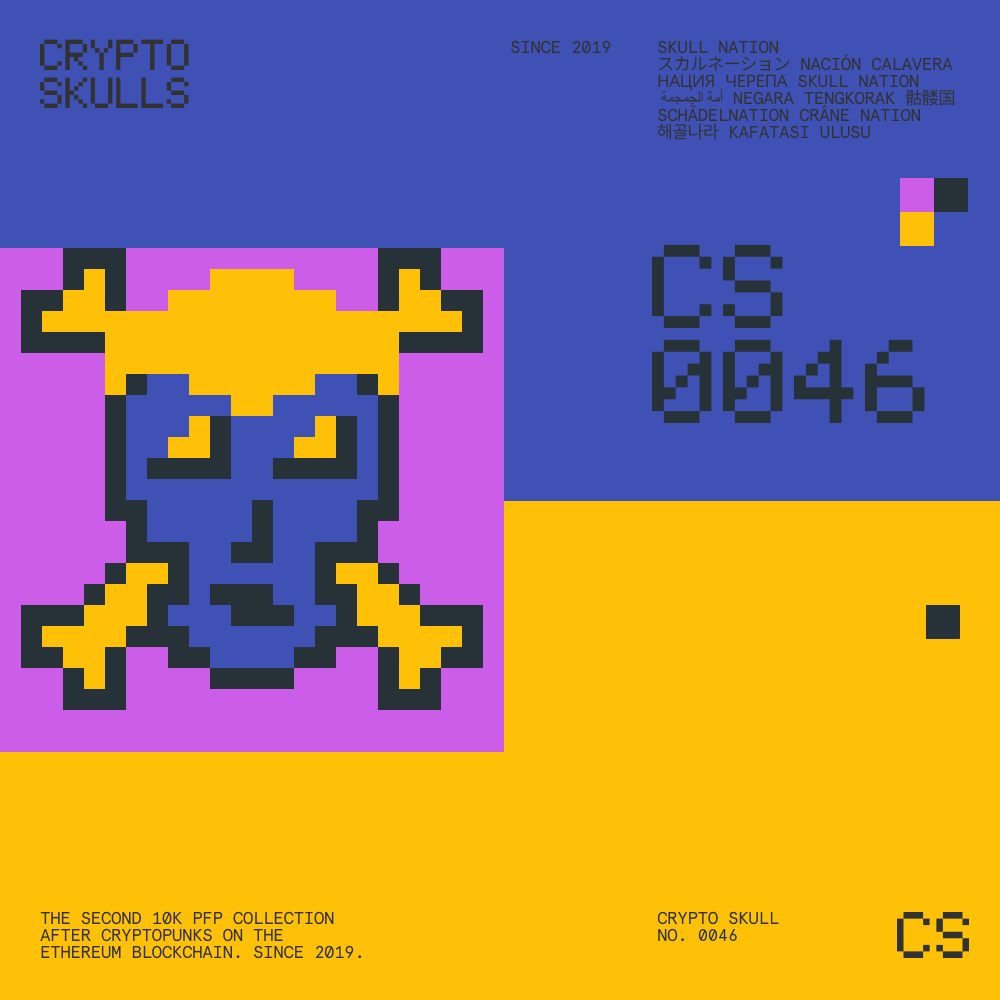 CRYPTO
SKULLS
SINCE 2019
SKULL NATION
スカルネーション NACIÓN CALAVERA
НАЦИЯ ЧЕРЕПА SKULL NATION
أمة الجمجمة NEGARA TENGKORAK 骷髅国
SCHÄDELNATION CRÂNE NATION
해골나라 KAFATASI ULUSU
CS
0046
THE SECOND 10K PFP COLLECTION
AFTER CRYPTOPUNKS ON THE
ETHEREUM BLOCKCHAIN. SINCE 2019.
CRYPTO SKULL
NO. 0046
CS